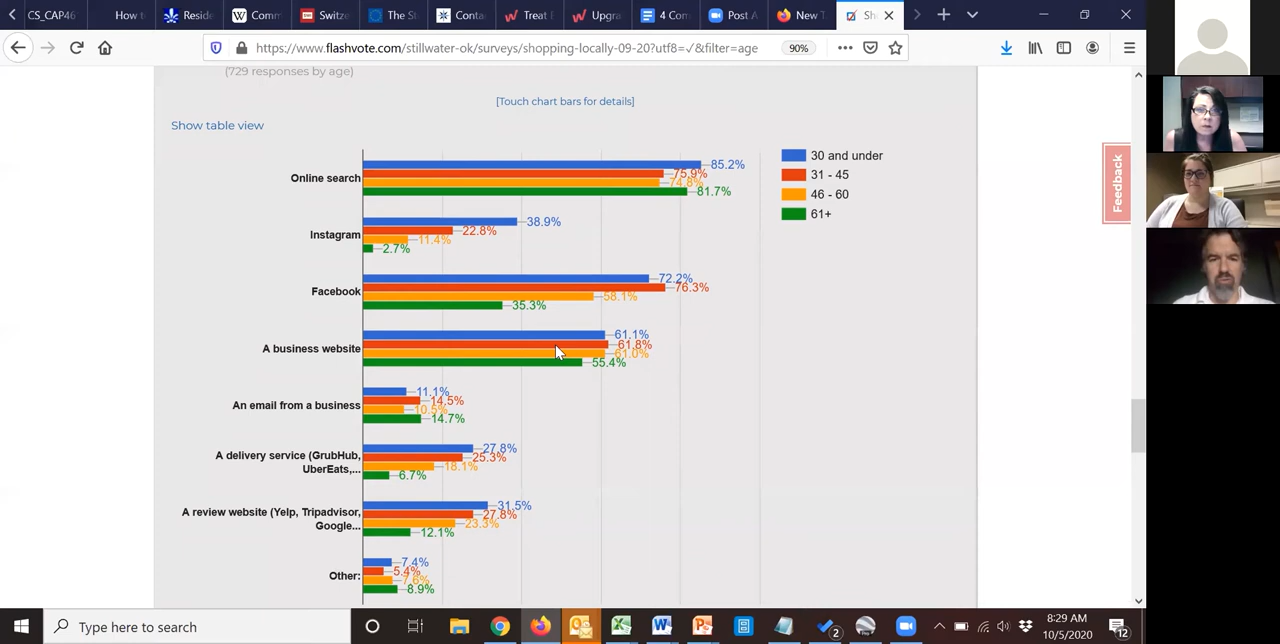 CS_CAP46
How t
Reside
Comm
Switze
The St
Conta
Treat F
Upgra
4 Com
Post A
New T
Sh
https://www.flashvote.com/stillwater-ok/surveys/shopping-locally-09-20?utf8=√&filter=age
90%
(729 responses by age)
[Touch chart bars for details]
Show table view
30 and under
31 - 45
46 - 60
61+
Online search
85.2%
75.9%
74.8%
81.7%
Instagram
38.9%
22.8%
11.4%
2.7%
Facebook
72.2%
76.3%
58.1%
35.3%
A business website
61.1%
61.8%
61.0%
55.4%
An email from a business
11.1%
14.5%
10.5%
14.7%
A delivery service (GrubHub,
UberEats,...
27.8%
25.3%
18.1%
6.7%
A review website (Yelp, Tripadvisor,
Google...
31.5%
27.8%
23.3%
12.1%
Other:
7.4%
5.4%
7.6%
8.9%
Feedback
Type here to search
2
8:29 AM
10/5/2020
12